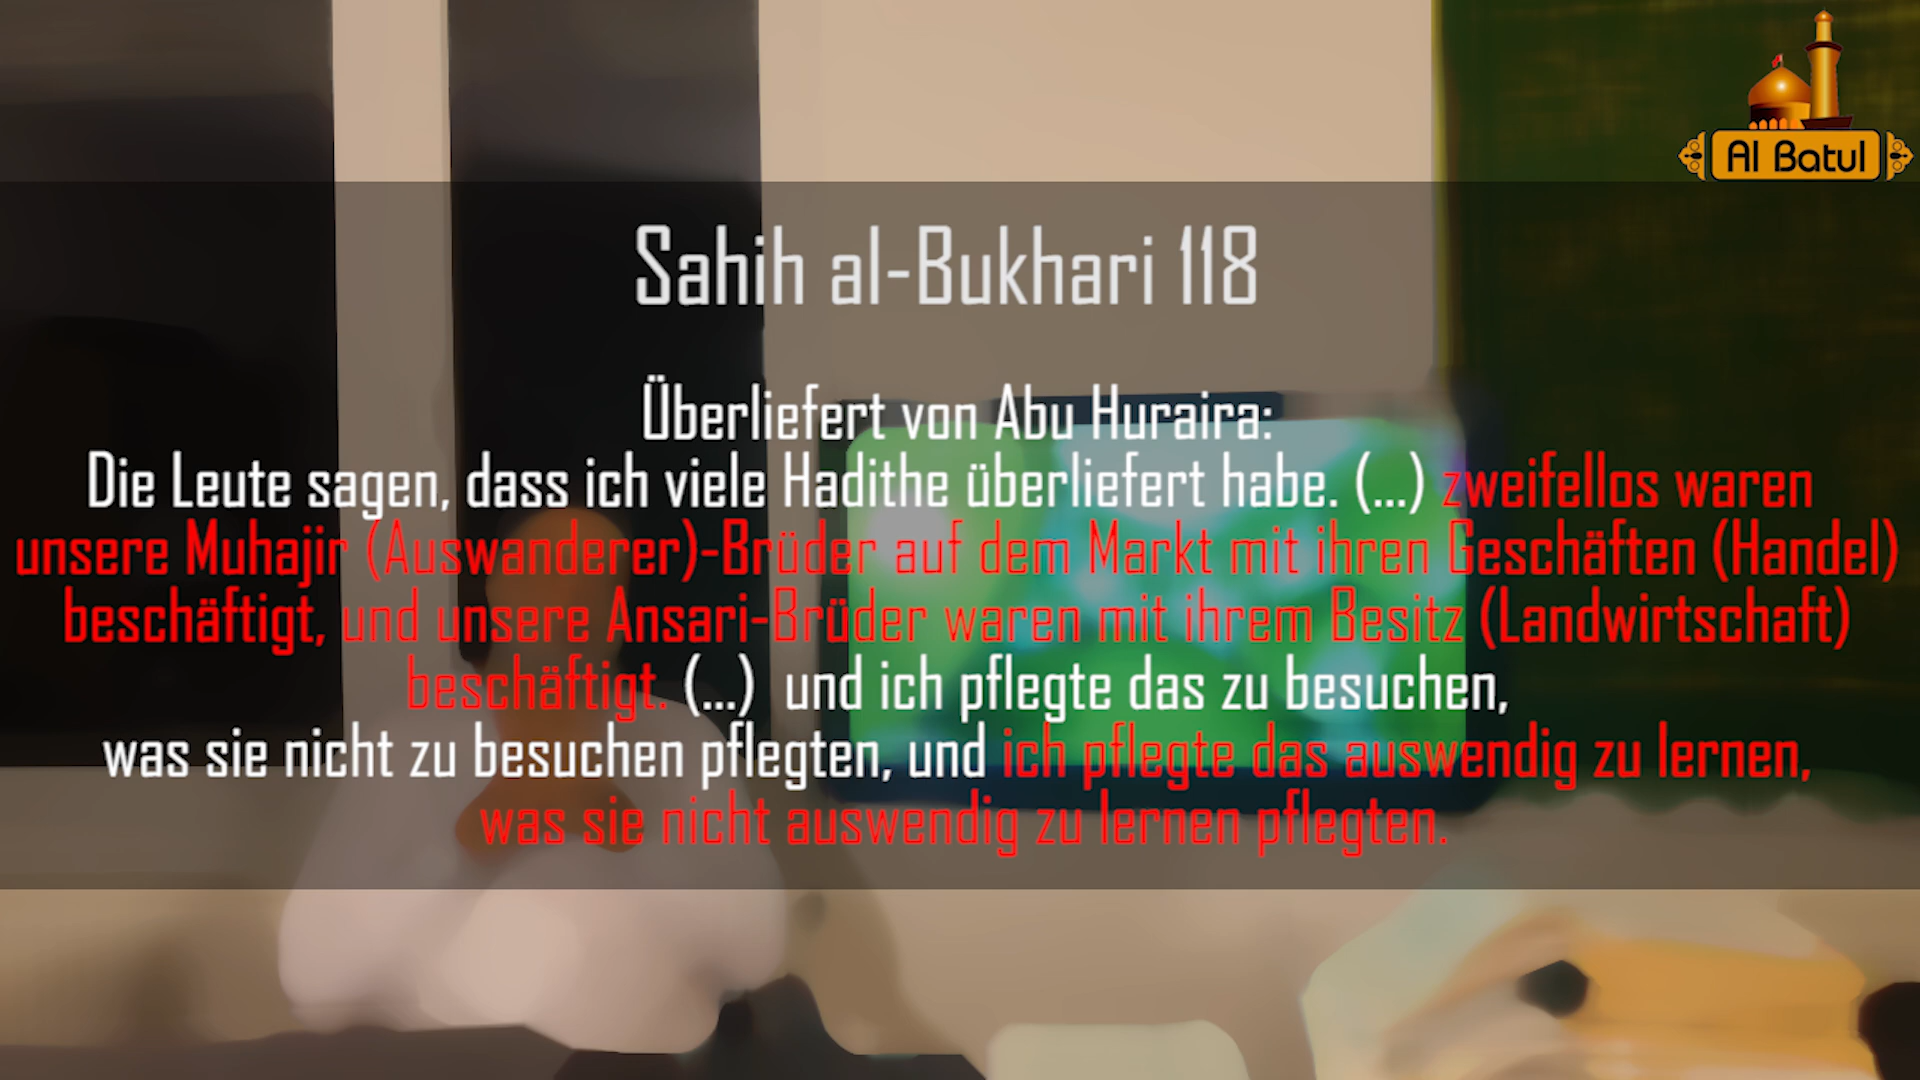 Al Batul
Sahih al-Bukhari 118
Überliefert von Abu Huraira:
Die Leute sagen, dass ich viele Hadithe überliefert habe. (...) zweifellos waren
unsere Muhajir (Auswanderer)-Brüder auf dem Markt mit ihren Geschäften (Handel)
beschäftigt, und unsere Ansari-Brüder waren mit ihrem Besitz (Landwirtschaft)
beschäftigt. (...) und ich pflegte das zu besuchen,
was sie nicht zu besuchen pflegten, und ich pflegte das auswendig zu lernen,
was sie nicht auswendig zu lernen pflegten.